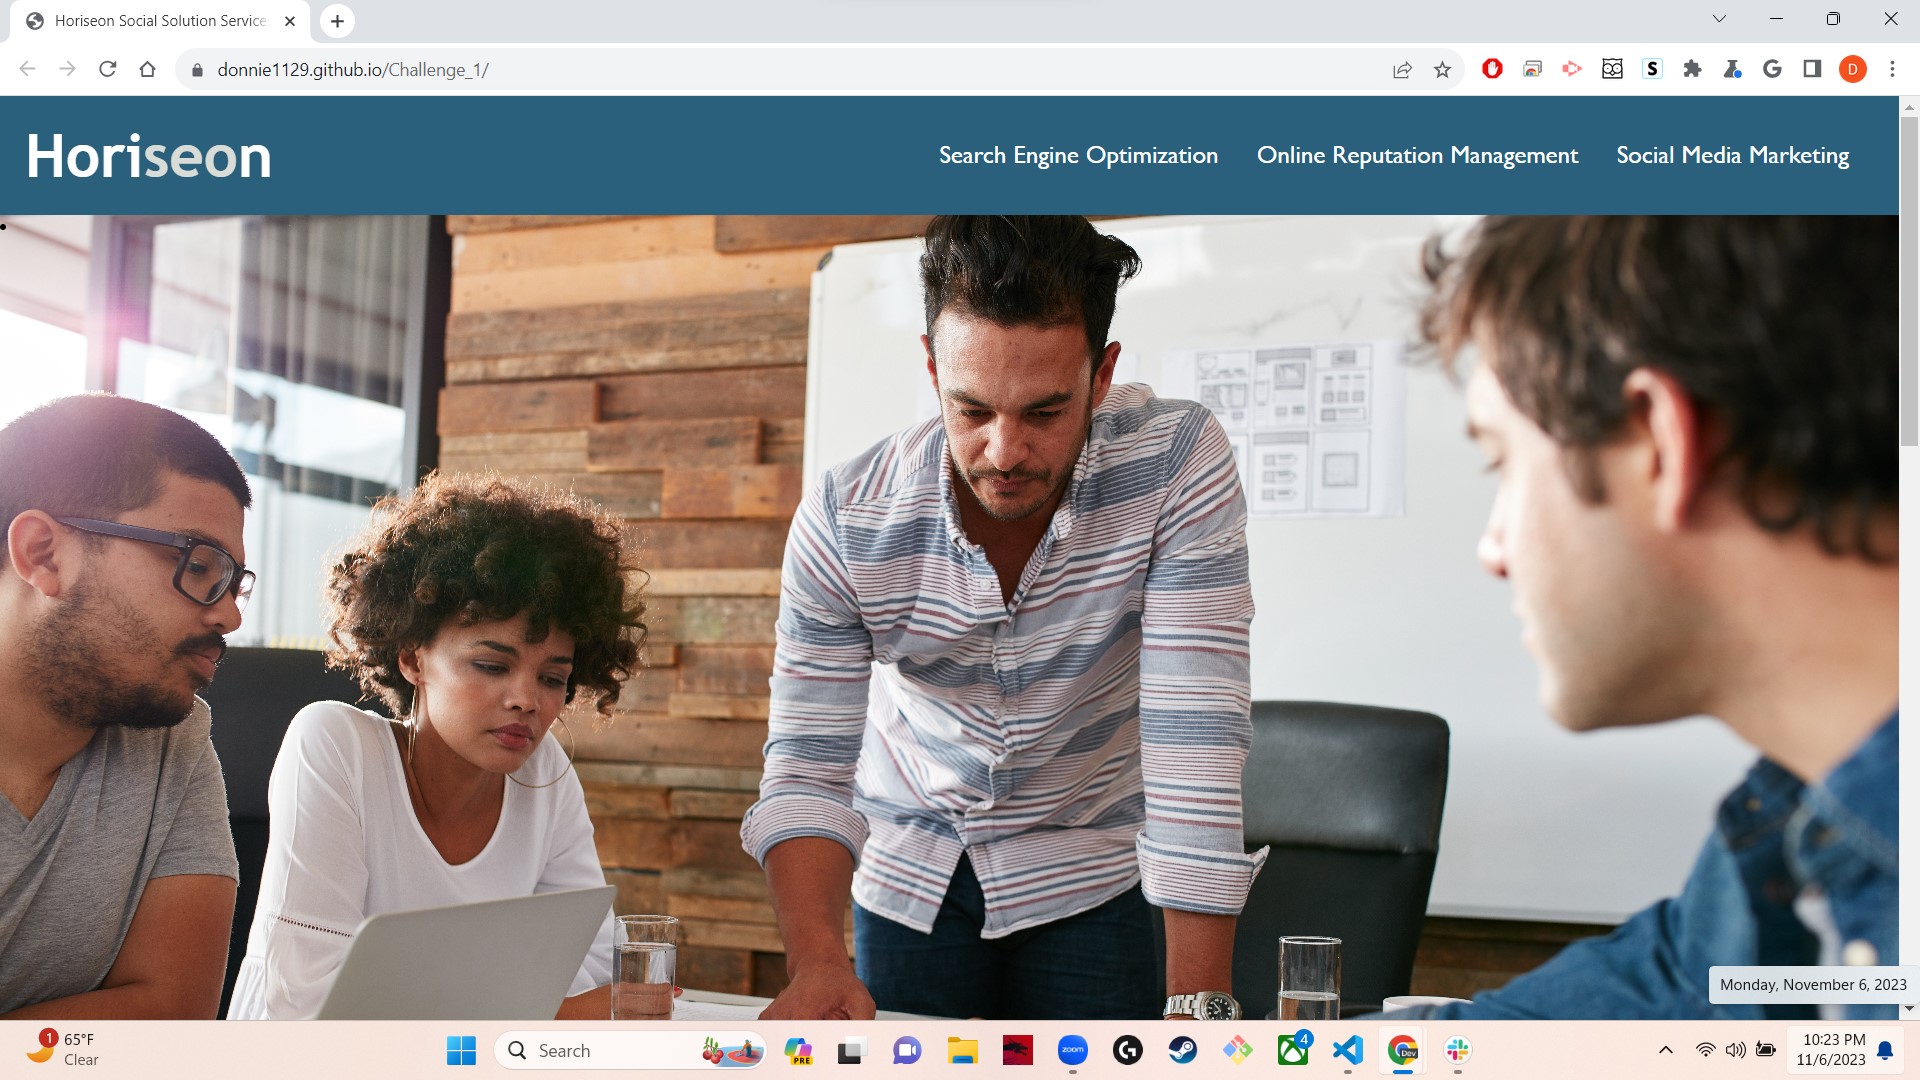 Horiseon Social Solution Service
donnie1129.github.io/Challenge_1/
S
D
Horiseon
Search Engine Optimization
Online Reputation Management
Social Media Marketing
Monday, November 6, 2023
1
65°F
Clear
Search
PRE
zoom
G
4
Dev
10:23 PM
11/6/2023